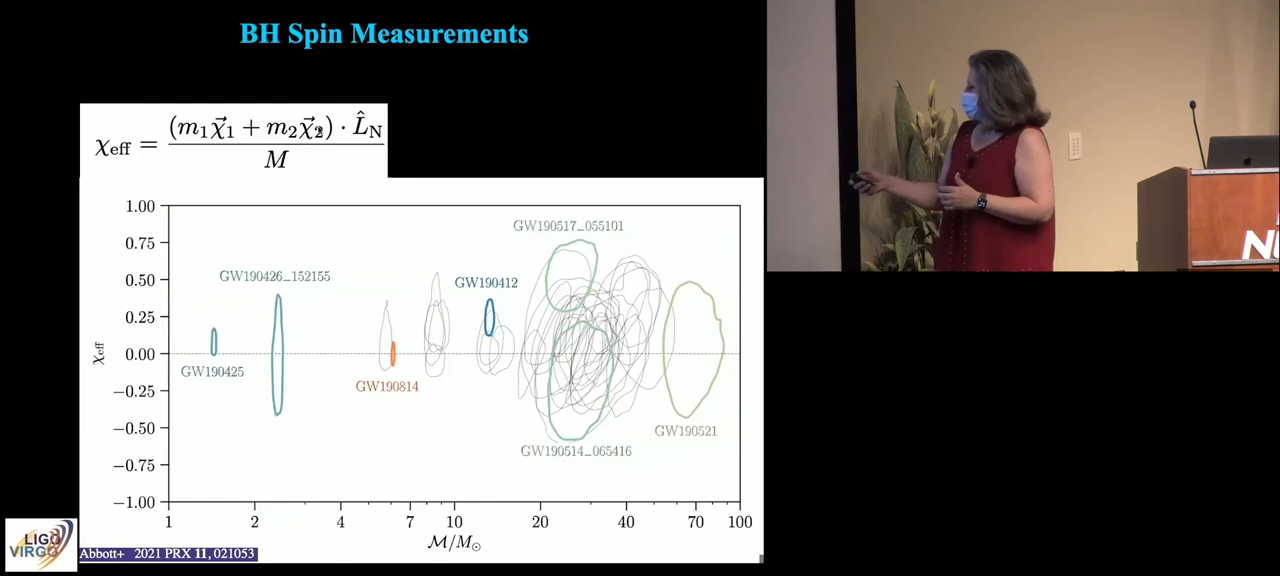 BH Spin Measurements
χeff = (m1χ⃗1 + m2χ⃗2) · L̂N / M
1.00
0.75
0.50
0.25
0.00
−0.25
−0.50
−0.75
−1.00
χeff
GW190517_055101
GW190426_152155
GW190412
GW190425
GW190814
GW190521
GW190514_065416
1 2 4 7 10 20 40 70 100
M/M⊙
LIGO
VIRGO
Abbott+ 2021 PRX 11, 021053
N